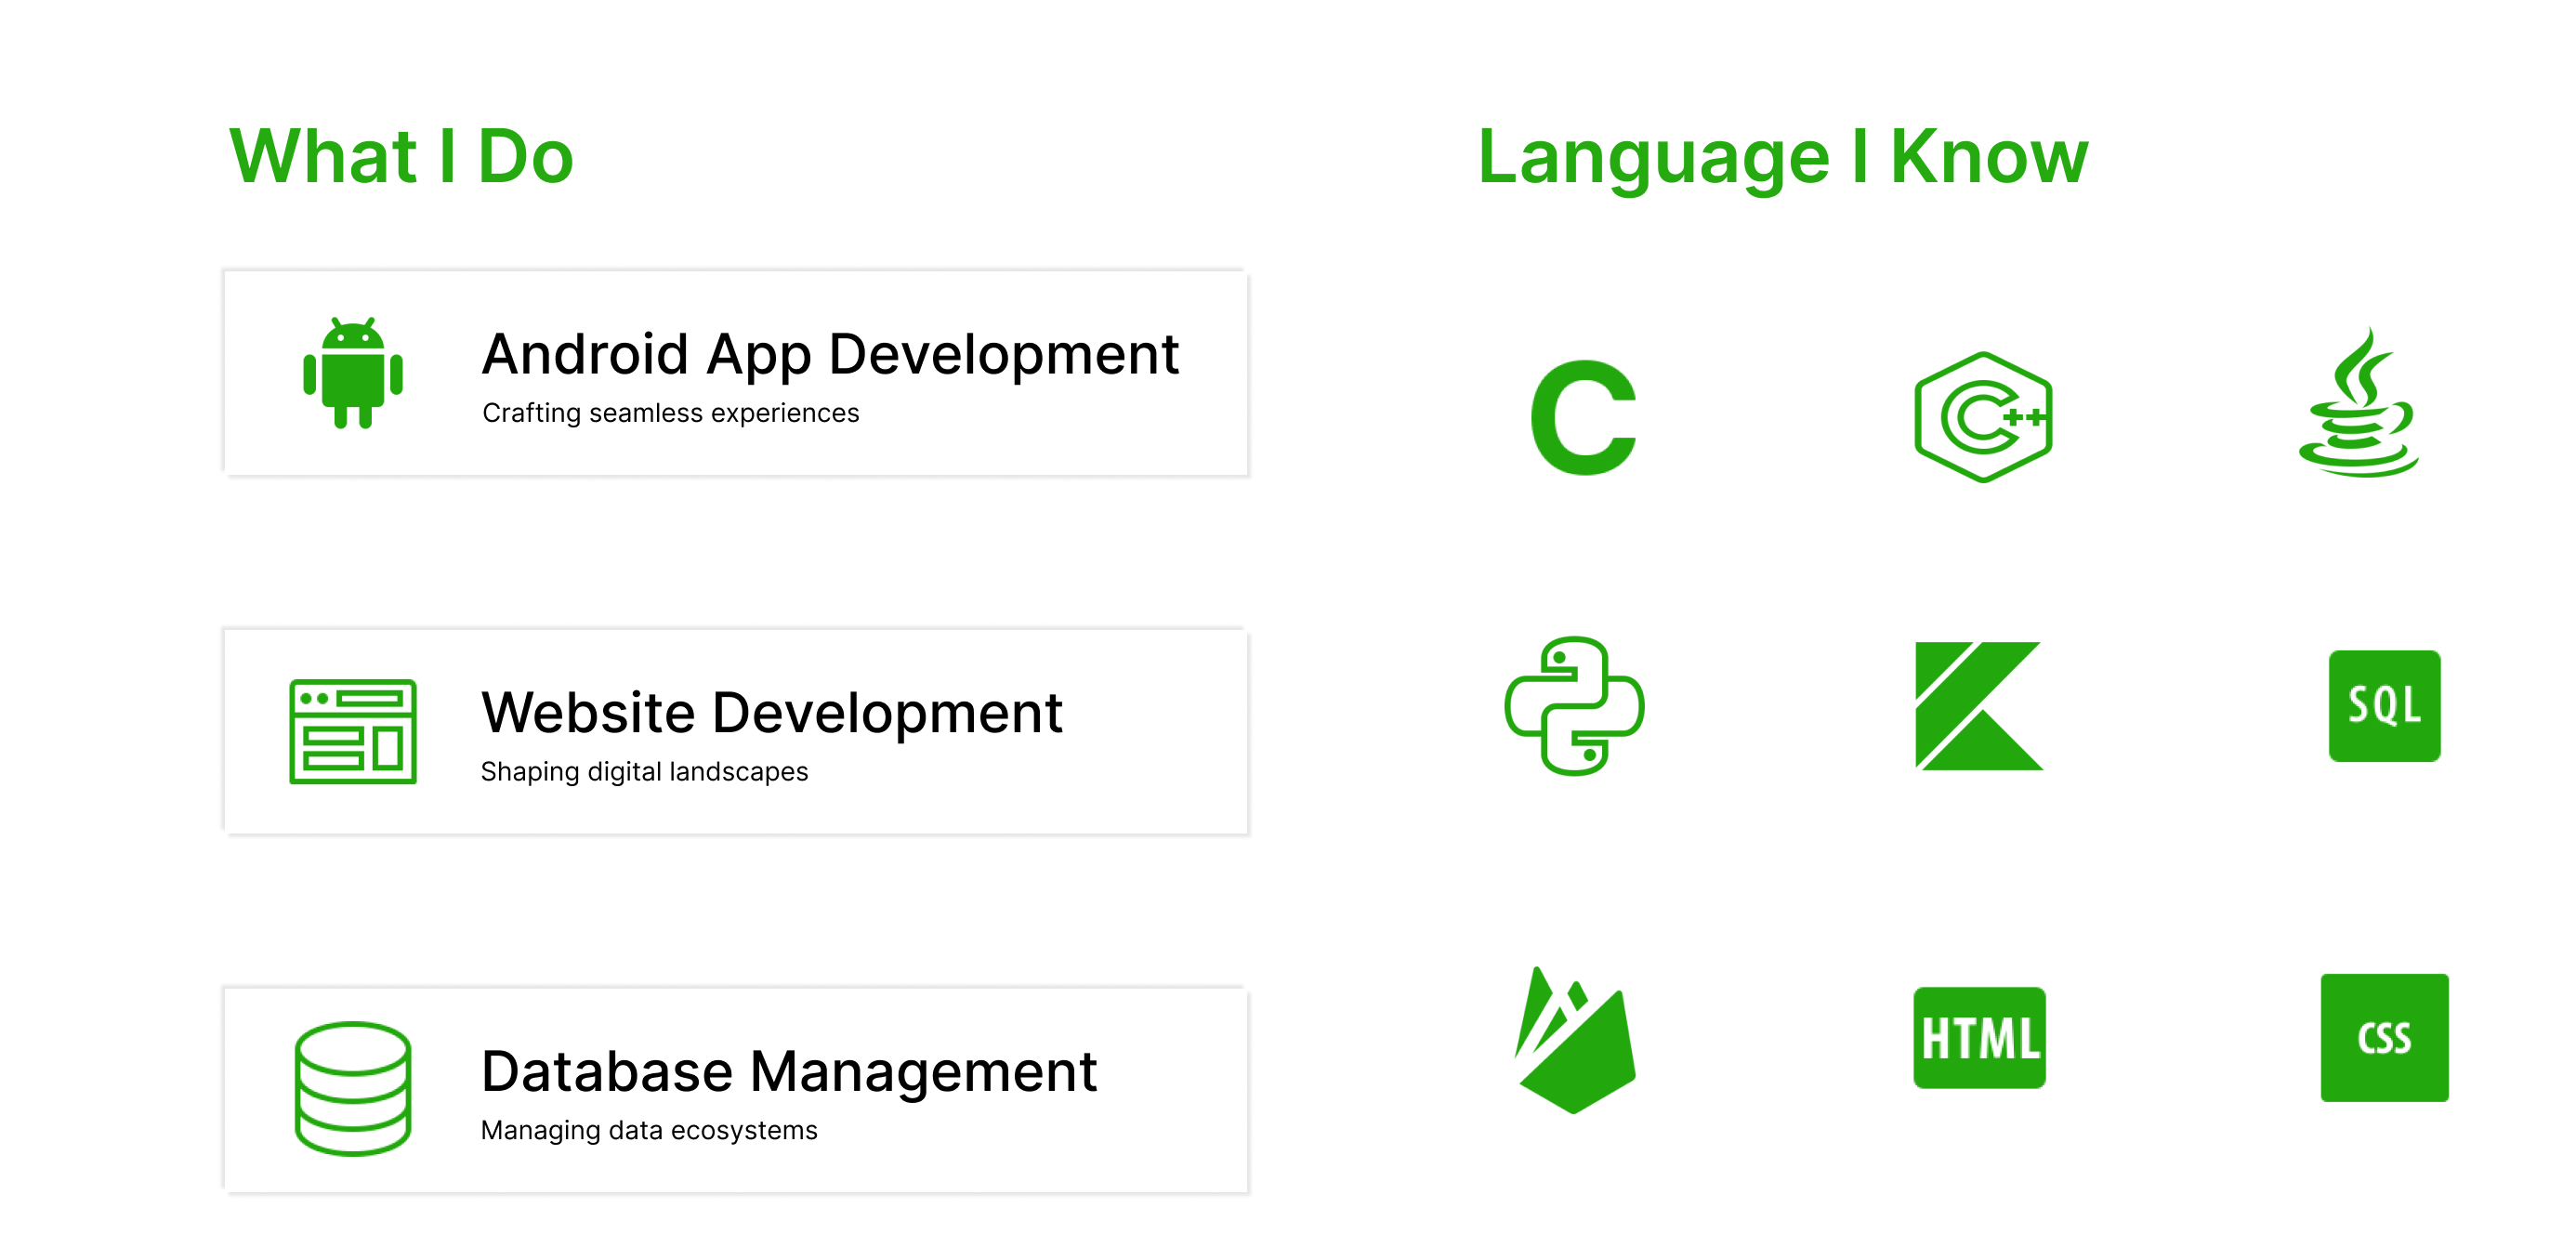 What I Do
Android App Development
Crafting seamless experiences
Website Development
Shaping digital landscapes
Database Management
Managing data ecosystems
Language I Know
C
C++
SQL
HTML
CSS